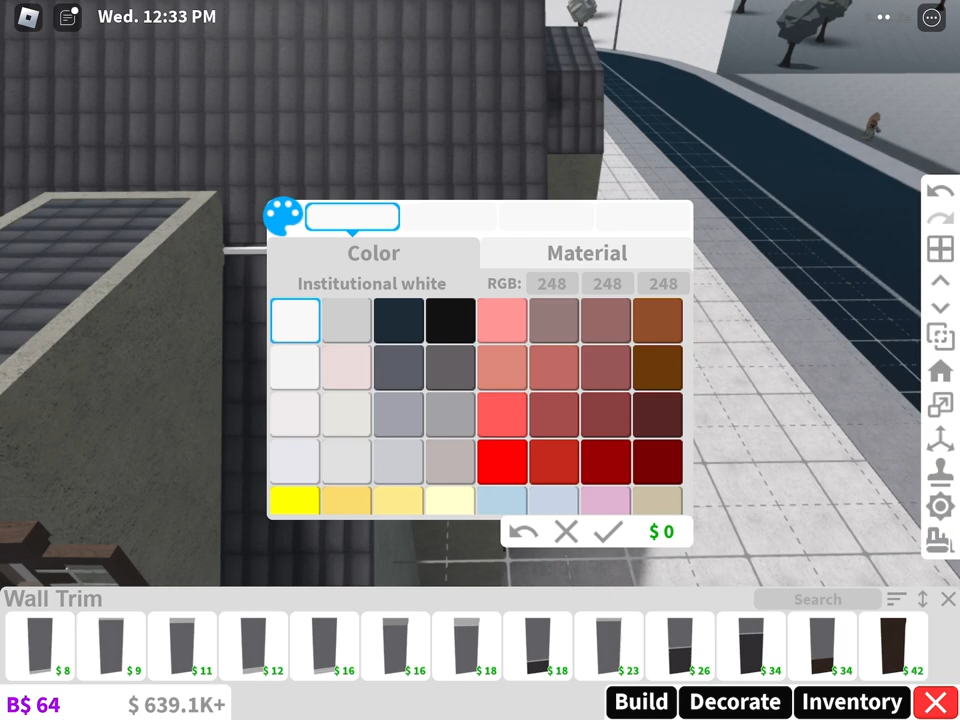 Wed. 12:33 PM
Color
Material
Institutional white
RGB: 248 248 248
$ 0
Wall Trim
Search
$ 8
$ 9
$ 11
$ 12
$ 16
$ 16
$ 18
$ 18
$ 23
$ 26
$ 34
$ 34
$ 42
B$ 64
$ 639.1K+
Build
Decorate
Inventory